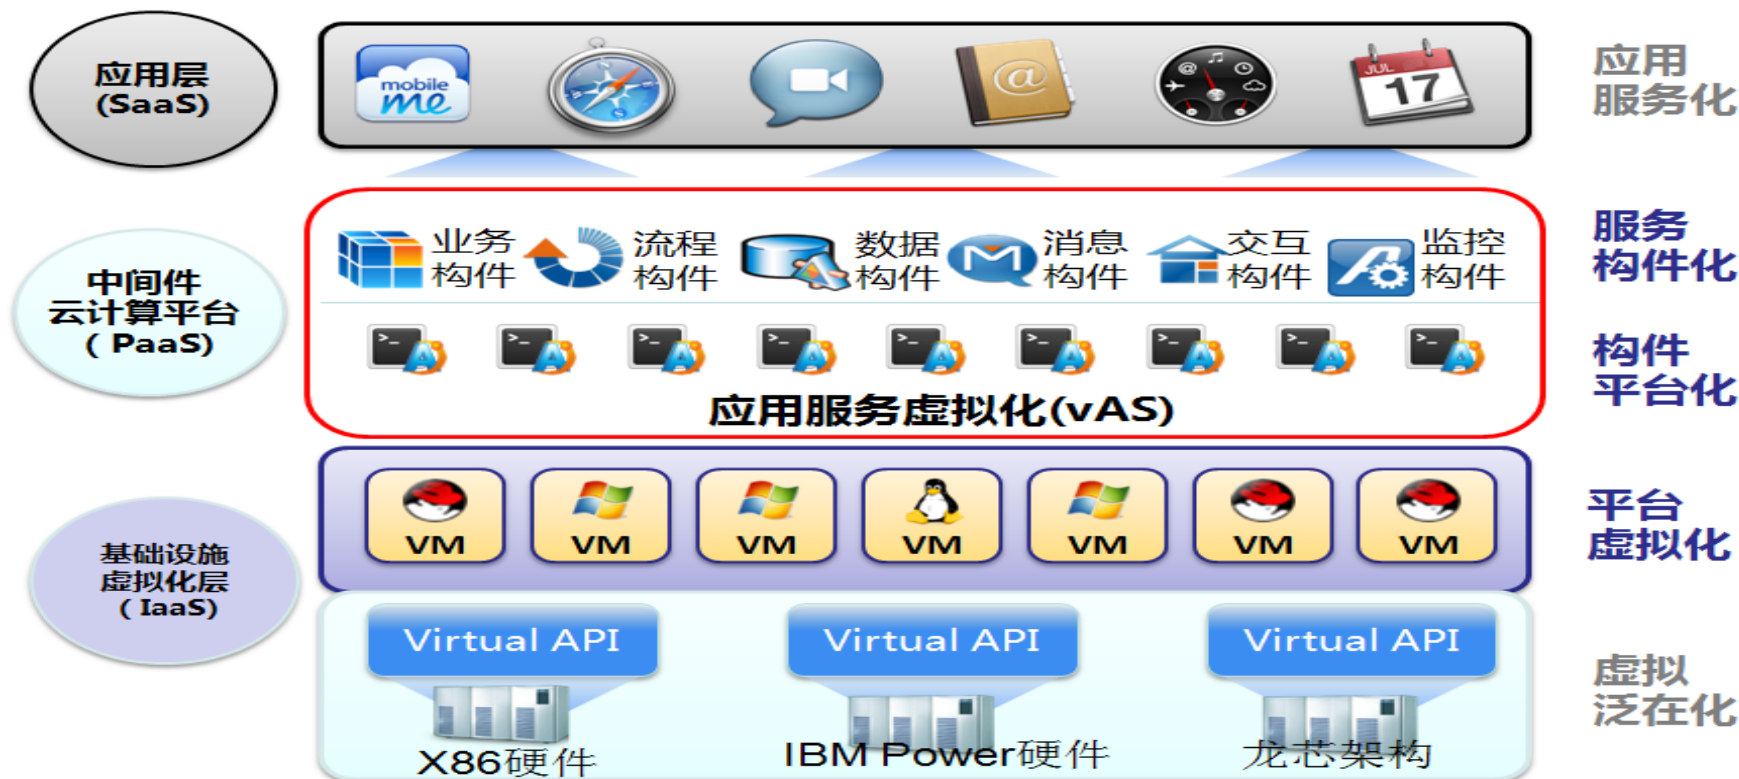 应用层
(SaaS)
mobile
me
@
JUL
17
应用
服务化
中间件
云计算平台
( PaaS)
业务
构件
流程
构件
数据
构件
消息
构件
交互
构件
监控
构件
服务
构件化
>_
>_
>_
>_
>_
>_
>_
>_
>_
构件
平台化
应用服务虚拟化(vAS)
基础设施
虚拟化层
( IaaS)
VM
VM
VM
VM
VM
VM
VM
平台
虚拟化
Virtual API
Virtual API
Virtual API
X86硬件
IBM Power硬件
龙芯架构
虚拟
泛在化